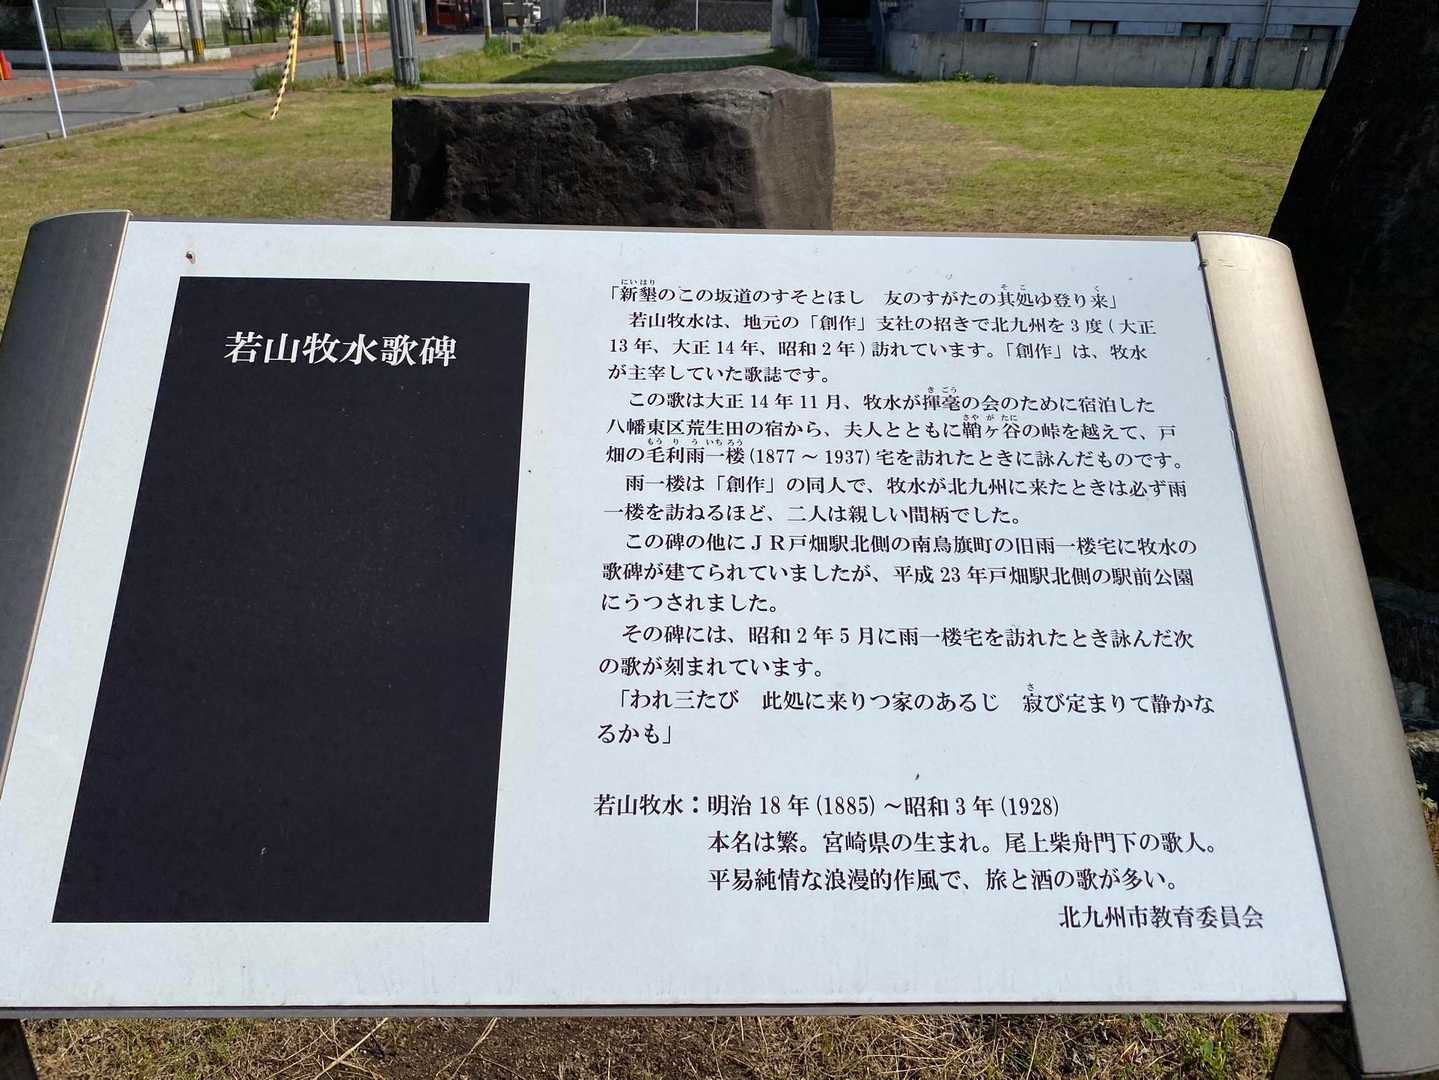 若山牧水歌碑
「新墾のこの坂道のすそとほし　友のすがたの其処ゆ登り来」
若山牧水は、地元の「創作」支社の招きで北九州を3度(大正
13年、大正14年、昭和2年)訪れています。「創作」は、牧水
が主宰していた歌誌です。
この歌は大正14年11月、牧水が揮毫の会のために宿泊した
八幡東区荒生田の宿から、夫人とともに鞘ヶ谷の峠を越えて、戸
畑の毛利雨一楼(1877～1937)宅を訪れたときに詠んだものです。
雨一楼は「創作」の同人で、牧水が北九州に来たときは必ず雨
一楼を訪ねるほど、二人は親しい間柄でした。
この碑の他にＪＲ戸畑駅北側の南鳥旗町の旧雨一楼宅に牧水の
歌碑が建てられていましたが、平成23年戸畑駅北側の駅前公園
にうつされました。
その碑には、昭和2年5月に雨一楼宅を訪れたとき詠んだ次
の歌が刻まれています。
「われ三たび　此処に来りつ家のあるじ　寂び定まりて静かな
るかも」
若山牧水：明治18年(1885)～昭和3年(1928)
本名は繁。宮崎県の生まれ。尾上柴舟門下の歌人。
平易純情な浪漫的作風で、旅と酒の歌が多い。
北九州市教育委員会